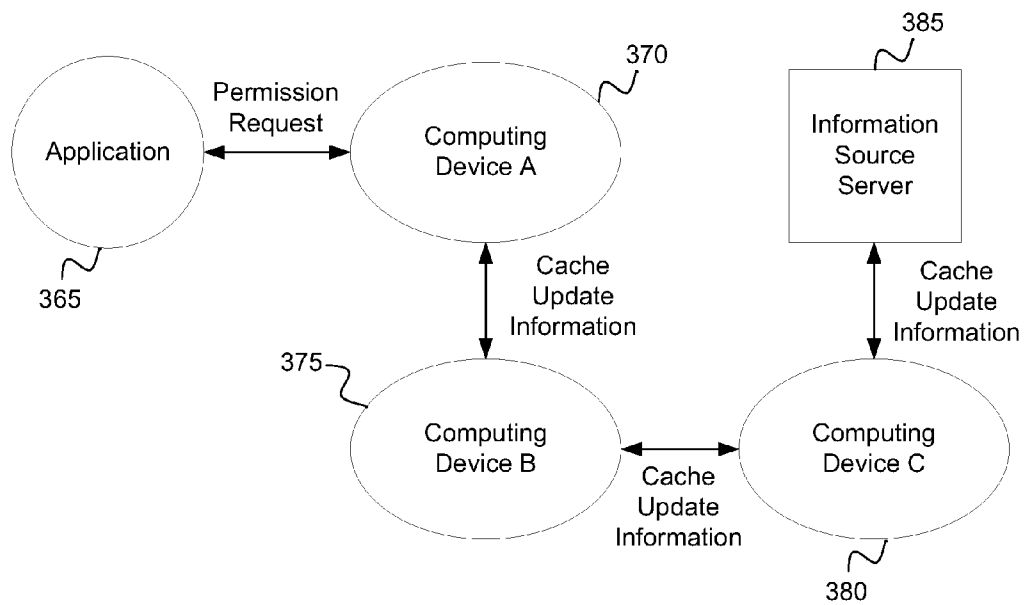 385
370
Permission
Request
Application
Computing
Device A
Information
Source
Server
365
Cache
Update
Information
Cache
Update
Information
375
Computing
Device B
Computing
Device C
Cache
Update
Information
380